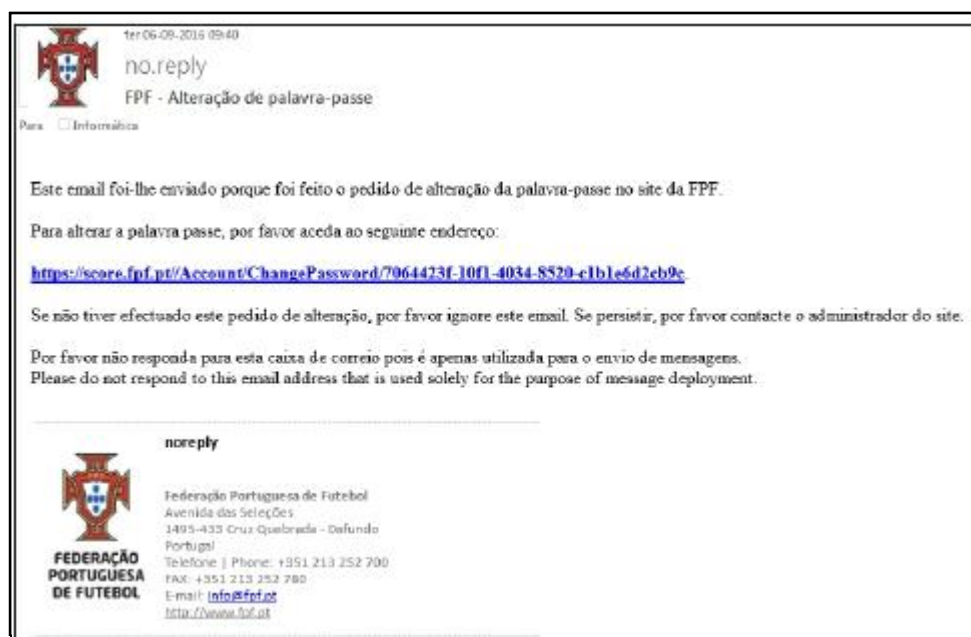 ter 06-09-2016 09:40
no.reply
FPF - Alteração de palavra-passe
Para Informática
Este email foi-lhe enviado porque foi feito o pedido de alteração da palavra-passe no site da FPF.
Para alterar a palavra passe, por favor aceda ao seguinte endereço:
https://score.fpf.pt//Account/ChangePassword/7064423f-10f1-4034-8520-c1b1e6d2cb9c.
Se não tiver efectuado este pedido de alteração, por favor ignore este email. Se persistir, por favor contacte o administrador do site.
Por favor não responda para esta caixa de correio pois é apenas utilizada para o envio de mensagens.
Please do not respond to this email address that is used solely for the purpose of message deployment.
noreply
Federação Portuguesa de Futebol
Avenida das Seleções
1495-433 Cruz Quebrada - Dafundo
Portugal
Telefone | Phone: +351 213 252 700
FAX: +351 213 252 780
E-mail: info@fpf.pt
http://www.fpf.pt
FEDERAÇÃO
PORTUGUESA
DE FUTEBOL